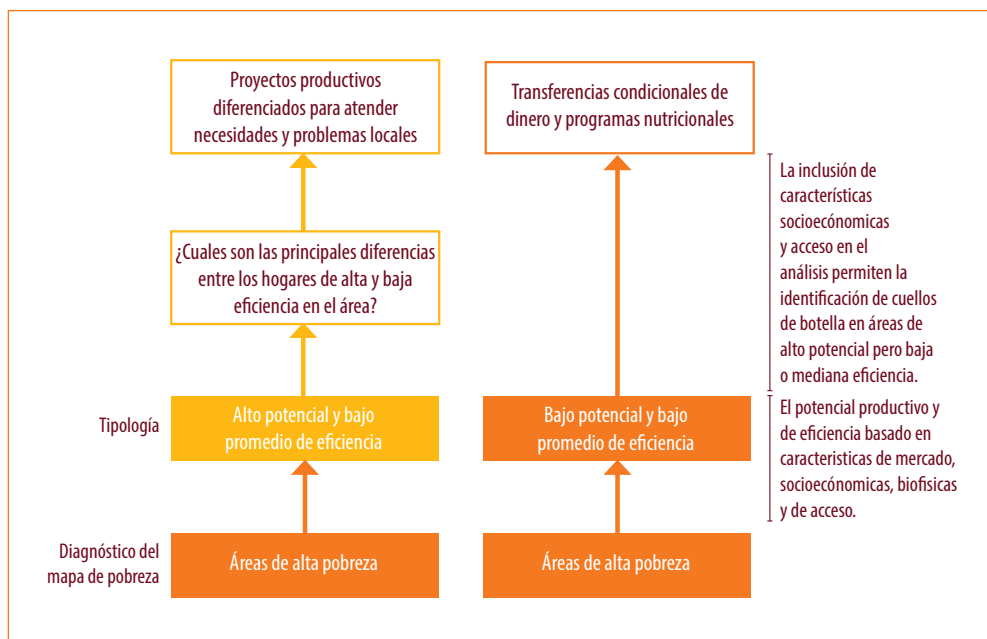 Proyectos productivos
diferenciados para atender
necesidades y problemas locales
Transferencias condicionales de
dinero y programas nutricionales
¿Cuales son las principales diferencias
entre los hogares de alta y baja
eficiencia en el área?
La inclusión de
características
socioecónomicas
y acceso en el
análisis permiten la
identificación de cuellos
de botella en áreas de
alto potencial pero baja
o mediana eficiencia.
Tipología
Alto potencial y bajo
promedio de eficiencia
Bajo potencial y bajo
promedio de eficiencia
El potencial productivo y
de eficiencia basado en
caracteristicas de mercado,
socioecónomicas, biofisicas
y de acceso.
Diagnóstico del
mapa de pobreza
Áreas de alta pobreza
Áreas de alta pobreza